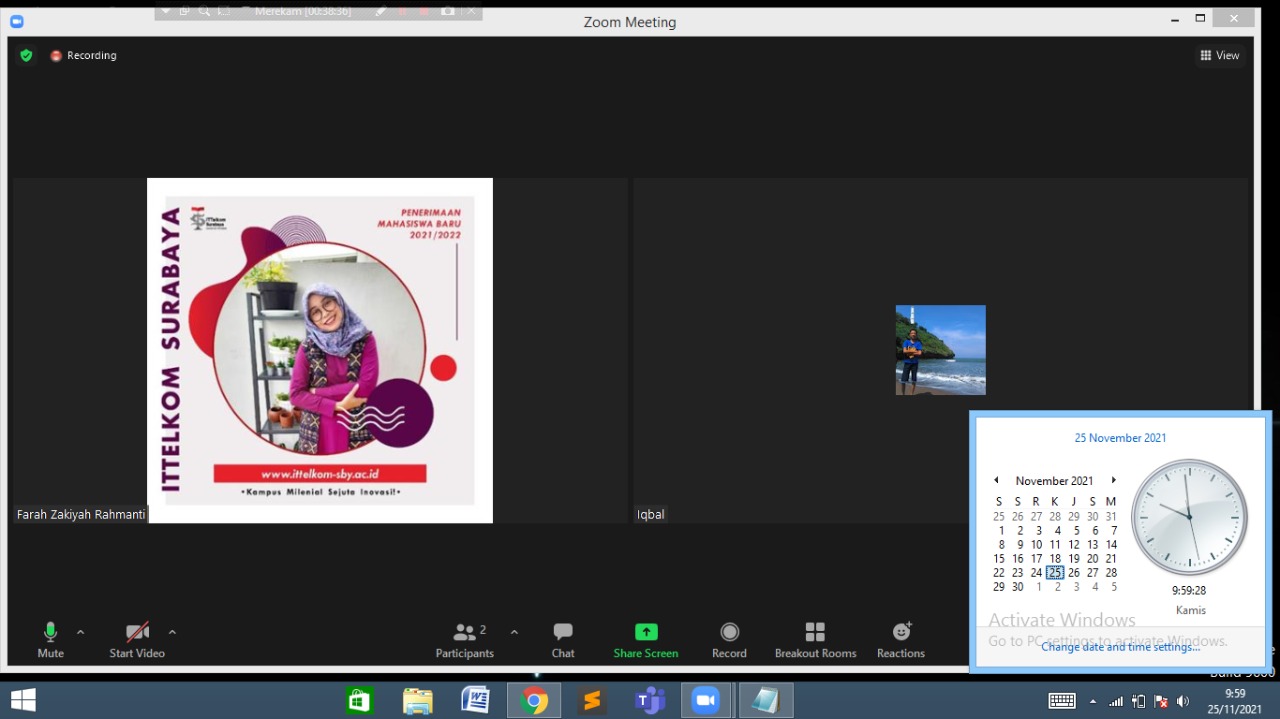 Merekam [00:38:36]
Zoom Meeting
Recording
View
ITTELKOM SURABAYA
PENERIMAAN
MAHASISWA BARU
2021/2022
www.ittelkom-sby.ac.id
•Kampus Milenial Sejuta Inovasi!•
Farah Zakiyah Rahmanti
Iqbal
25 November 2021
November 2021
S S R K J S M
25 26 27 28 29 30 31
1 2 3 4 5 6 7
8 9 10 11 12 13 14
15 16 17 18 19 20 21
22 23 24 25 26 27 28
29 30 1 2 3 4 5
9:59:28
Kamis
Activate Windows
Go to PC settings to activate Windows.
Change date and time settings...
Mute
Start Video
2
Participants
Chat
Share Screen
Record
Breakout Rooms
Reactions
9:59
25/11/2021